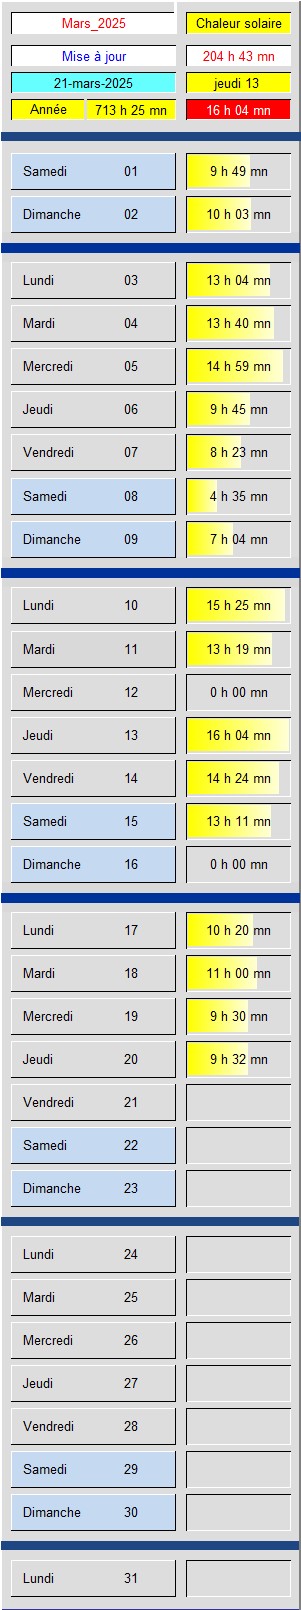 Mars_2025 Chaleur solaire
Mise à jour 204 h 43 mn
21-mars-2025 jeudi 13
Année 713 h 25 mn 16 h 04 mn
Samedi 01 9 h 49 mn
Dimanche 02 10 h 03 mn
Lundi 03 13 h 04 mn
Mardi 04 13 h 40 mn
Mercredi 05 14 h 59 mn
Jeudi 06 9 h 45 mn
Vendredi 07 8 h 23 mn
Samedi 08 4 h 35 mn
Dimanche 09 7 h 04 mn
Lundi 10 15 h 25 mn
Mardi 11 13 h 19 mn
Mercredi 12 0 h 00 mn
Jeudi 13 16 h 04 mn
Vendredi 14 14 h 24 mn
Samedi 15 13 h 11 mn
Dimanche 16 0 h 00 mn
Lundi 17 10 h 20 mn
Mardi 18 11 h 00 mn
Mercredi 19 9 h 30 mn
Jeudi 20 9 h 32 mn
Vendredi 21
Samedi 22
Dimanche 23
Lundi 24
Mardi 25
Mercredi 26
Jeudi 27
Vendredi 28
Samedi 29
Dimanche 30
Lundi 31